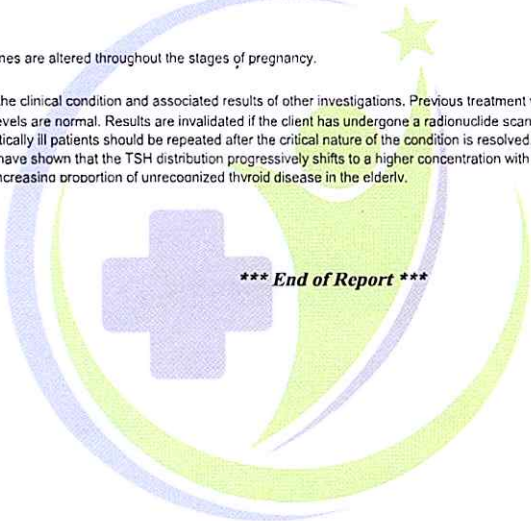 nes are altered throughout the stages of pregnancy.
the clinical condition and associated results of other investigations. Previous treatment
evels are normal. Results are invalidated if the client has undergone a radionuclide scan
tically ill patients should be repeated after the critical nature of the condition is resolved
have shown that the TSH distribution progressively shifts to a higher concentration with
ncreasing proportion of unrecognized thyroid disease in the elderly.
*** End of Report ***